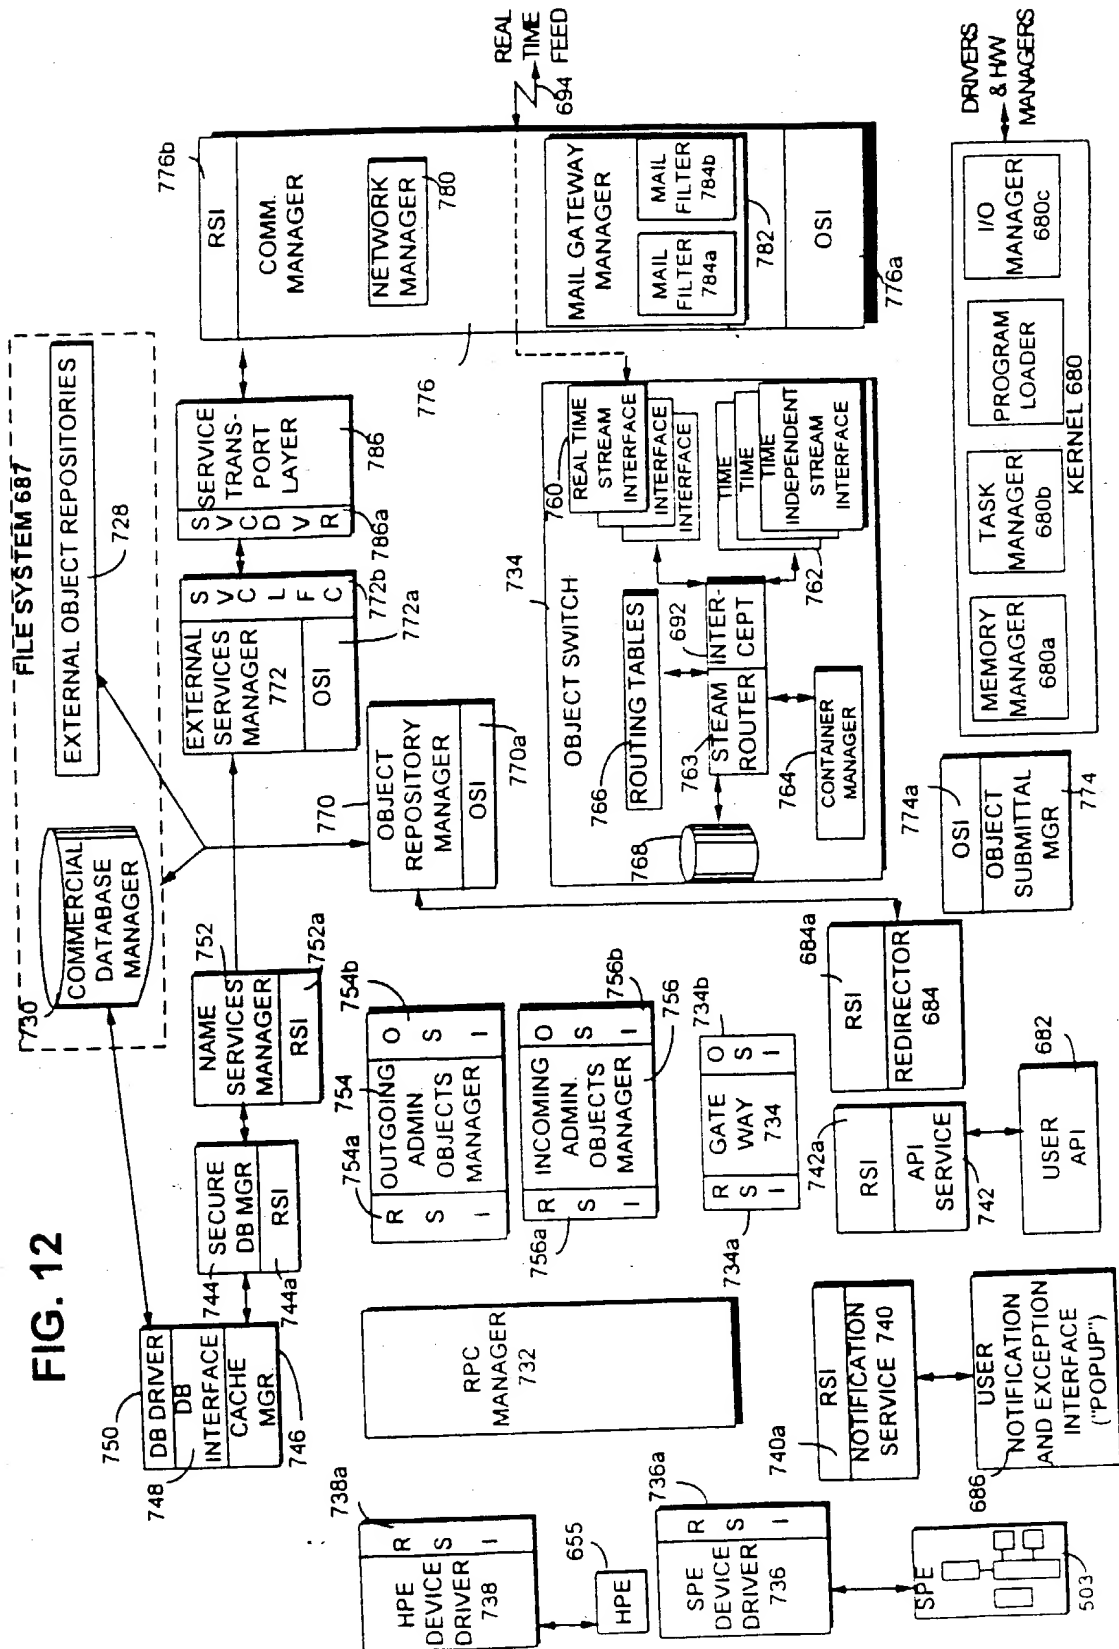 FIG. 12
FILE SYSTEM 687
EXTERNAL OBJECT REPOSITORIES
728
COMMERCIAL
DATABASE
MANAGER
730
750
DB DRIVER
DB
INTERFACE
CACHE
MGR
748
746
744
SECURE
DB MGR
RSI
744a
NAME
SERVICES
MANAGER
RSI
752
752a
EXTERNAL
SERVICES
MANAGER
772
OSI
S
V
C
L
F
C
772b
772a
S
V
C
D
V
R
SERVICE
TRANS-
PORT
LAYER
786
786a
776b
RSI
COMM.
MANAGER
NETWORK
MANAGER
780
MAIL GATEWAY
MANAGER
MAIL
FILTER
784a
MAIL
FILTER
784b
782
OSI
776a
776
REAL
TIME
FEED
694
738a
HPE
DEVICE
DRIVER
738
R
S
I
HPE
655
736a
SPE
DEVICE
DRIVER
736
R
S
I
SPE
503
RPC
MANAGER
732
754a
754
754b
R
S
I
OUTGOING
ADMIN
OBJECTS
MANAGER
O
S
I
756a
R
S
I
INCOMING
ADMIN.
OBJECTS
MANAGER
O
S
I
756b
756
734b
R
S
I
GATE
WAY
734
O
S
I
734a
770
OBJECT
REPOSITORY
MANAGER
OSI
770a
734
OBJECT SWITCH
766
ROUTING TABLES
692
763
STEAM
ROUTER
INTER-
CEPT
768
764
CONTAINER
MANAGER
760
REAL TIME
STREAM
INTERFACE
INTERFACE
INTERFACE
TIME
TIME
TIME
INDEPENDENT
STREAM
INTERFACE
762
740a
RSI
NOTIFICATION
SERVICE 740
USER
NOTIFICATION
AND EXCEPTION
INTERFACE
("POPUP")
686
742a
RSI
API
SERVICE
742
USER
API
682
684a
RSI
REDIRECTOR
684
774a
OSI
OBJECT
SUBMITTAL
MGR
774
MEMORY
MANAGER
680a
TASK
MANAGER
680b
PROGRAM
LOADER
I/O
MANAGER
680c
KERNEL 680
DRIVERS
& H/W
MANAGERS